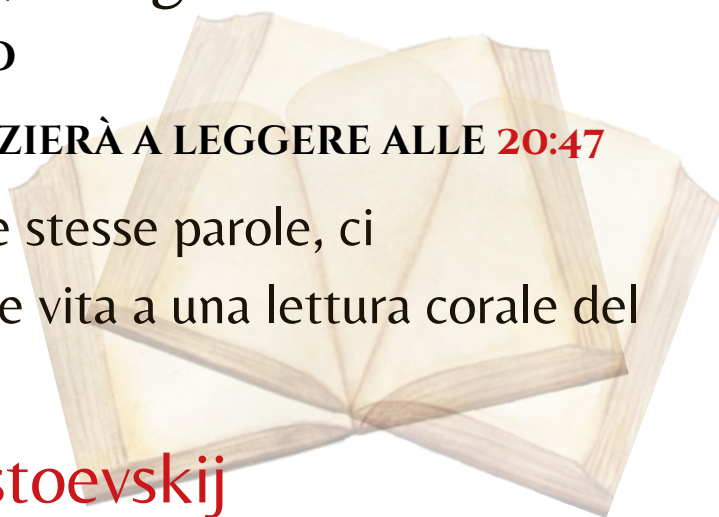 O
ZIERÀ A LEGGERE ALLE 20:47
e stesse parole, ci
e vita a una lettura corale del
stoevskij